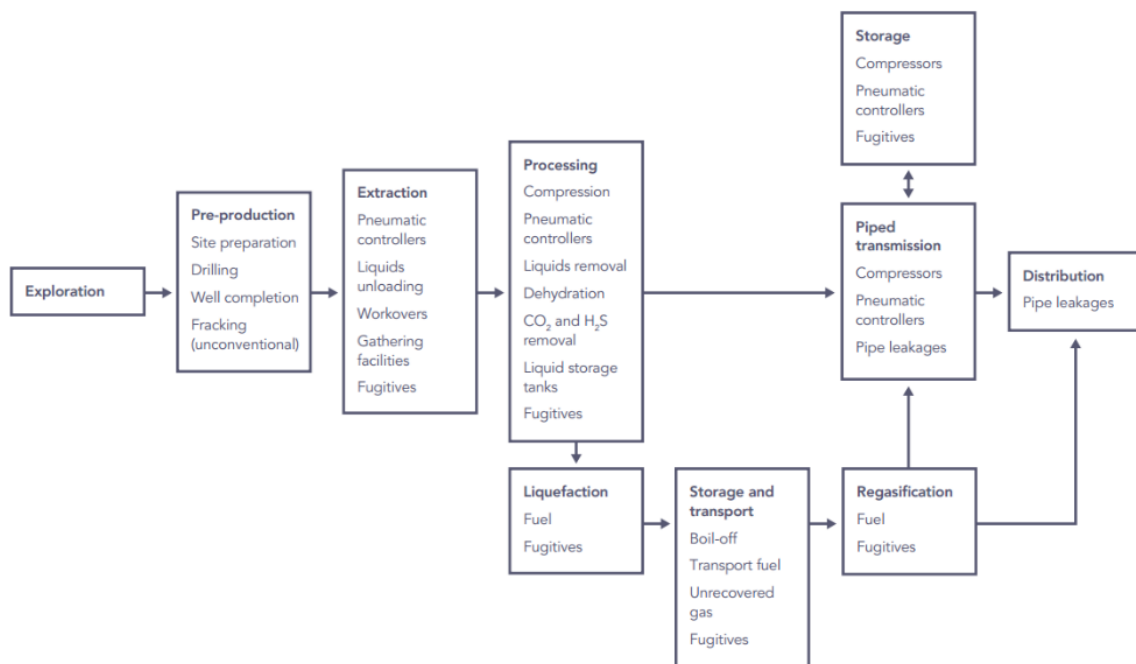 Exploration
Pre-production
Site preparation
Drilling
Well completion
Fracking
(unconventional)
Extraction
Pneumatic
controllers
Liquids
unloading
Workovers
Gathering
facilities
Fugitives
Processing
Compression
Pneumatic
controllers
Liquids removal
Dehydration
CO₂ and H₂S
removal
Liquid storage
tanks
Fugitives
Storage
Compressors
Pneumatic
controllers
Fugitives
Piped
transmission
Compressors
Pneumatic
controllers
Pipe leakages
Distribution
Pipe leakages
Liquefaction
Fuel
Fugitives
Storage and
transport
Boil-off
Transport fuel
Unrecovered
gas
Fugitives
Regasification
Fuel
Fugitives